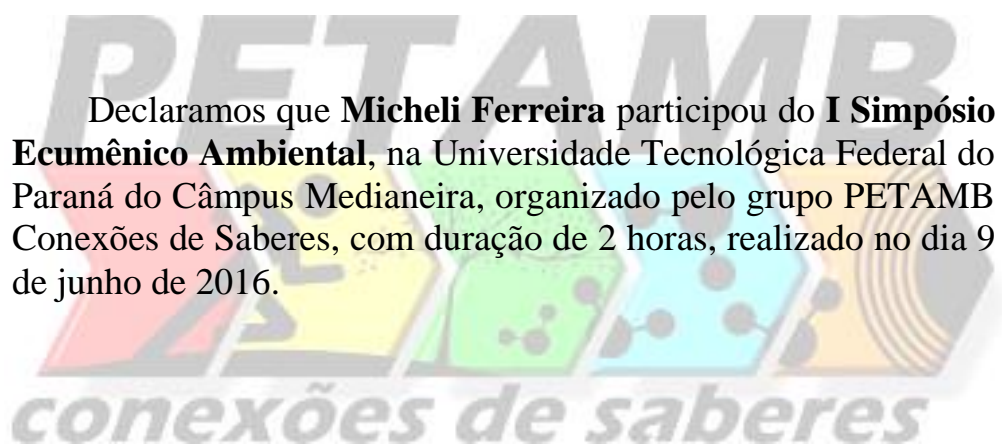 PETAMB
Declaramos que Micheli Ferreira participou do I Simpósio
Ecumênico Ambiental, na Universidade Tecnológica Federal do
Paraná do Câmpus Medianeira, organizado pelo grupo PETAMB
Conexões de Saberes, com duração de 2 horas, realizado no dia 9
de junho de 2016.
conexões de saberes